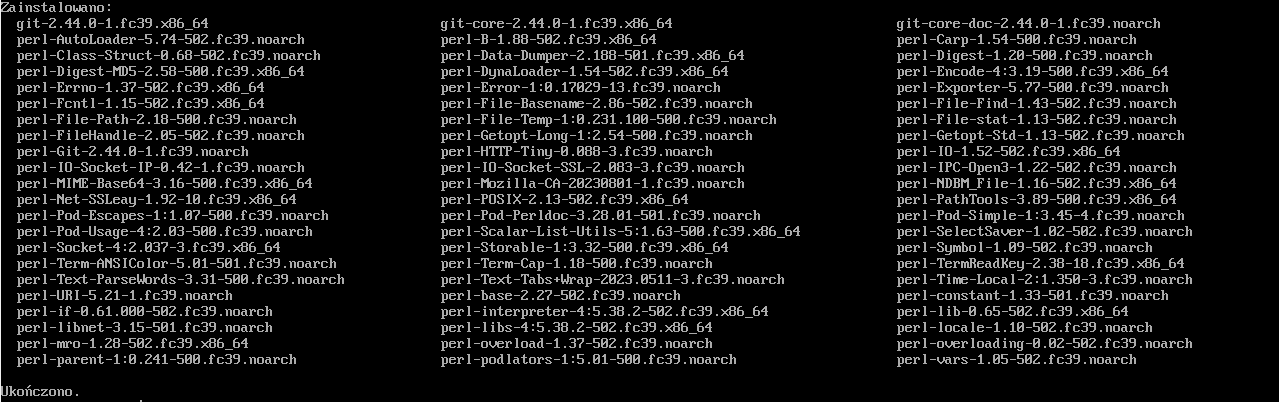 Zainstalowano:
git-2.44.0-1.fc39.x86_64 git-core-2.44.0-1.fc39.x86_64 git-core-doc-2.44.0-1.fc39.noarch
perl-AutoLoader-5.74-502.fc39.noarch perl-B-1.88-502.fc39.x86_64 perl-Carp-1.54-500.fc39.noarch
perl-Class-Struct-0.68-502.fc39.noarch perl-Data-Dumper-2.188-501.fc39.x86_64 perl-Digest-1.20-500.fc39.noarch
perl-Digest-MD5-2.58-500.fc39.x86_64 perl-DynaLoader-1.54-502.fc39.x86_64 perl-Encode-4:3.19-500.fc39.x86_64
perl-Errno-1.37-502.fc39.x86_64 perl-Error-1:0.17029-13.fc39.noarch perl-Exporter-5.77-500.fc39.noarch
perl-Fcntl-1.15-502.fc39.x86_64 perl-File-Basename-2.86-502.fc39.noarch perl-File-Find-1.43-502.fc39.noarch
perl-File-Path-2.18-500.fc39.noarch perl-File-Temp-1:0.231.100-500.fc39.noarch perl-File-stat-1.13-502.fc39.noarch
perl-FileHandle-2.05-502.fc39.noarch perl-Getopt-Long-1:2.54-500.fc39.noarch perl-Getopt-Std-1.13-502.fc39.noarch
perl-Git-2.44.0-1.fc39.noarch perl-HTTP-Tiny-0.088-3.fc39.noarch perl-IO-1.52-502.fc39.x86_64
perl-IO-Socket-IP-0.42-1.fc39.noarch perl-IO-Socket-SSL-2.083-3.fc39.noarch perl-IPC-Open3-1.22-502.fc39.noarch
perl-MIME-Base64-3.16-500.fc39.x86_64 perl-Mozilla-CA-20230801-1.fc39.noarch perl-NDBM_File-1.16-502.fc39.x86_64
perl-Net-SSLeay-1.92-10.fc39.x86_64 perl-POSIX-2.13-502.fc39.x86_64 perl-PathTools-3.89-500.fc39.x86_64
perl-Pod-Escapes-1:1.07-500.fc39.noarch perl-Pod-Perldoc-3.28.01-501.fc39.noarch perl-Pod-Simple-1:3.45-4.fc39.noarch
perl-Pod-Usage-4:2.03-500.fc39.noarch perl-Scalar-List-Utils-5:1.63-500.fc39.x86_64 perl-SelectSaver-1.02-502.fc39.noarch
perl-Socket-4:2.037-3.fc39.x86_64 perl-Storable-1:3.32-500.fc39.x86_64 perl-Symbol-1.09-502.fc39.noarch
perl-Term-ANSIColor-5.01-501.fc39.noarch perl-Term-Cap-1.18-500.fc39.noarch perl-TermReadKey-2.38-18.fc39.x86_64
perl-Text-ParseWords-3.31-500.fc39.noarch perl-Text-Tabs+Wrap-2023.0511-3.fc39.noarch perl-Time-Local-2:1.350-3.fc39.noarch
perl-URI-5.21-1.fc39.noarch perl-base-2.27-502.fc39.noarch perl-constant-1.33-501.fc39.noarch
perl-if-0.61.000-502.fc39.noarch perl-interpreter-4:5.38.2-502.fc39.x86_64 perl-lib-0.65-502.fc39.x86_64
perl-libnet-3.15-501.fc39.noarch perl-libs-4:5.38.2-502.fc39.x86_64 perl-locale-1.10-502.fc39.noarch
perl-mro-1.28-502.fc39.x86_64 perl-overload-1.37-502.fc39.noarch perl-overloading-0.02-502.fc39.noarch
perl-parent-1:0.241-500.fc39.noarch perl-podlators-1:5.01-500.fc39.noarch perl-vars-1.05-502.fc39.noarch
Ukończono.